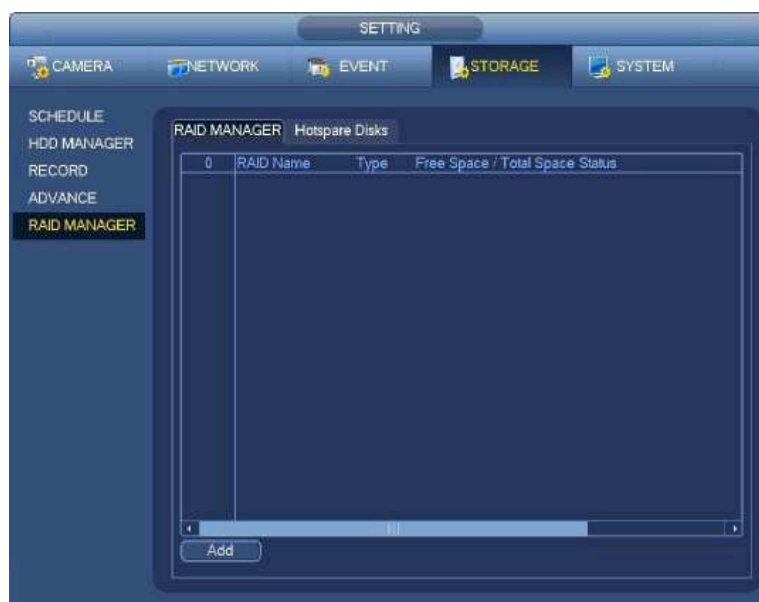 SETTING
CAMERA NETWORK EVENT STORAGE SYSTEM
SCHEDULE
HDD MANAGER
RECORD
ADVANCE
RAID MANAGER
RAID MANAGER Hotspare Disks
0 RAID Name Type Free Space / Total Space Status
Add